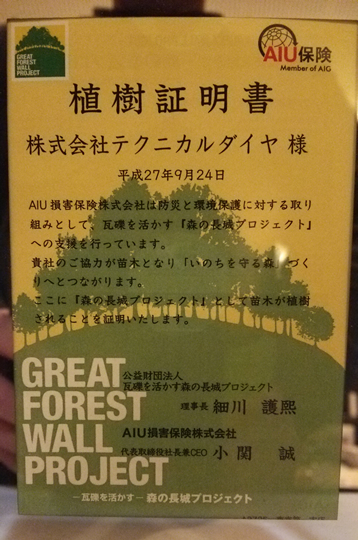 GREAT
FOREST
WALL
PROJECT
AIU保険
Member of AIG
植樹証明書
株式会社テクニカルダイヤ 様
平成27年9月24日
AIU損害保険株式会社は防災と環境保護に対する取り
組みとして、瓦礫を活かす『森の長城プロジェクト』
への支援を行っています。
貴社のご協力が苗木となり「いのちを守る森」づく
りへとつながります。
ここに『森の長城プロジェクト』として苗木が植樹
されることを証明いたします。
公益財団法人
瓦礫を活かす森の長城プロジェクト
理事長 細川 護熙
AIU損害保険株式会社
代表取締役社長兼CEO 小関 誠
GREAT
FOREST
WALL
PROJECT
―瓦礫を活かす― 森の長城プロジェクト